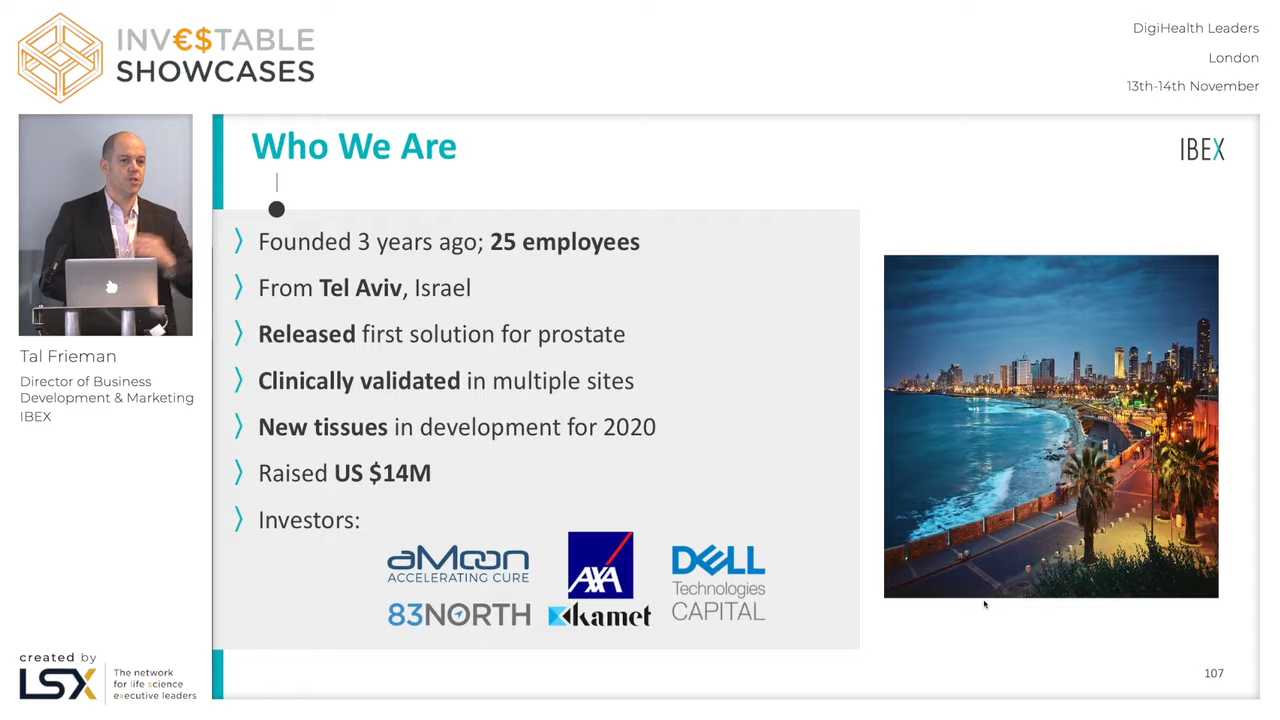 INV€$TABLE
SHOWCASES
DigiHealth Leaders
London
13th-14th November
Tal Frieman
Director of Business
Development & Marketing
IBEX
created by
LSX
The network
for life science
executive leaders
Who We Are
IBEX
Founded 3 years ago; 25 employees
From Tel Aviv, Israel
Released first solution for prostate
Clinically validated in multiple sites
New tissues in development for 2020
Raised US $14M
Investors:
aMoon
ACCELERATING CURE
AXA
DELL
Technologies
CAPITAL
83NORTH
kamet
107